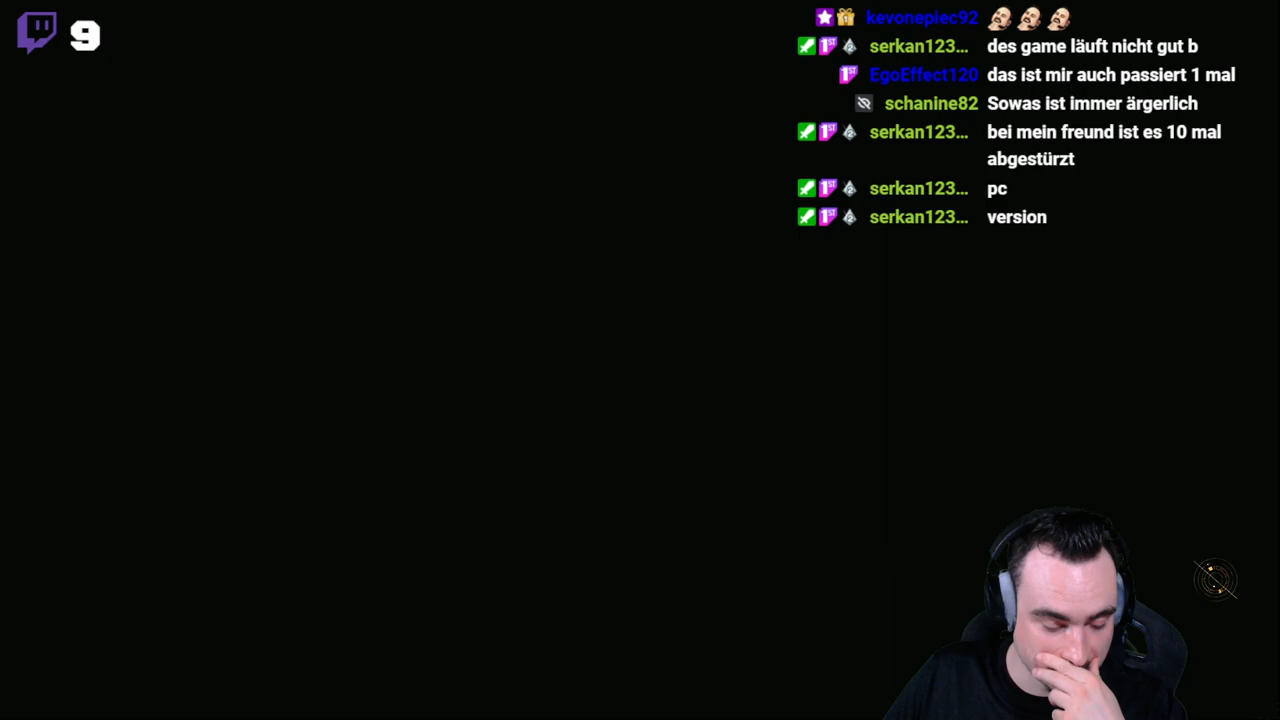 9
kevonepiec92
serkan123… des game läuft nicht gut b
EgoEffect120 das ist mir auch passiert 1 mal
schanine82 Sowas ist immer ärgerlich
serkan123… bei mein freund ist es 10 mal
abgestürzt
serkan123… pc
serkan123… version